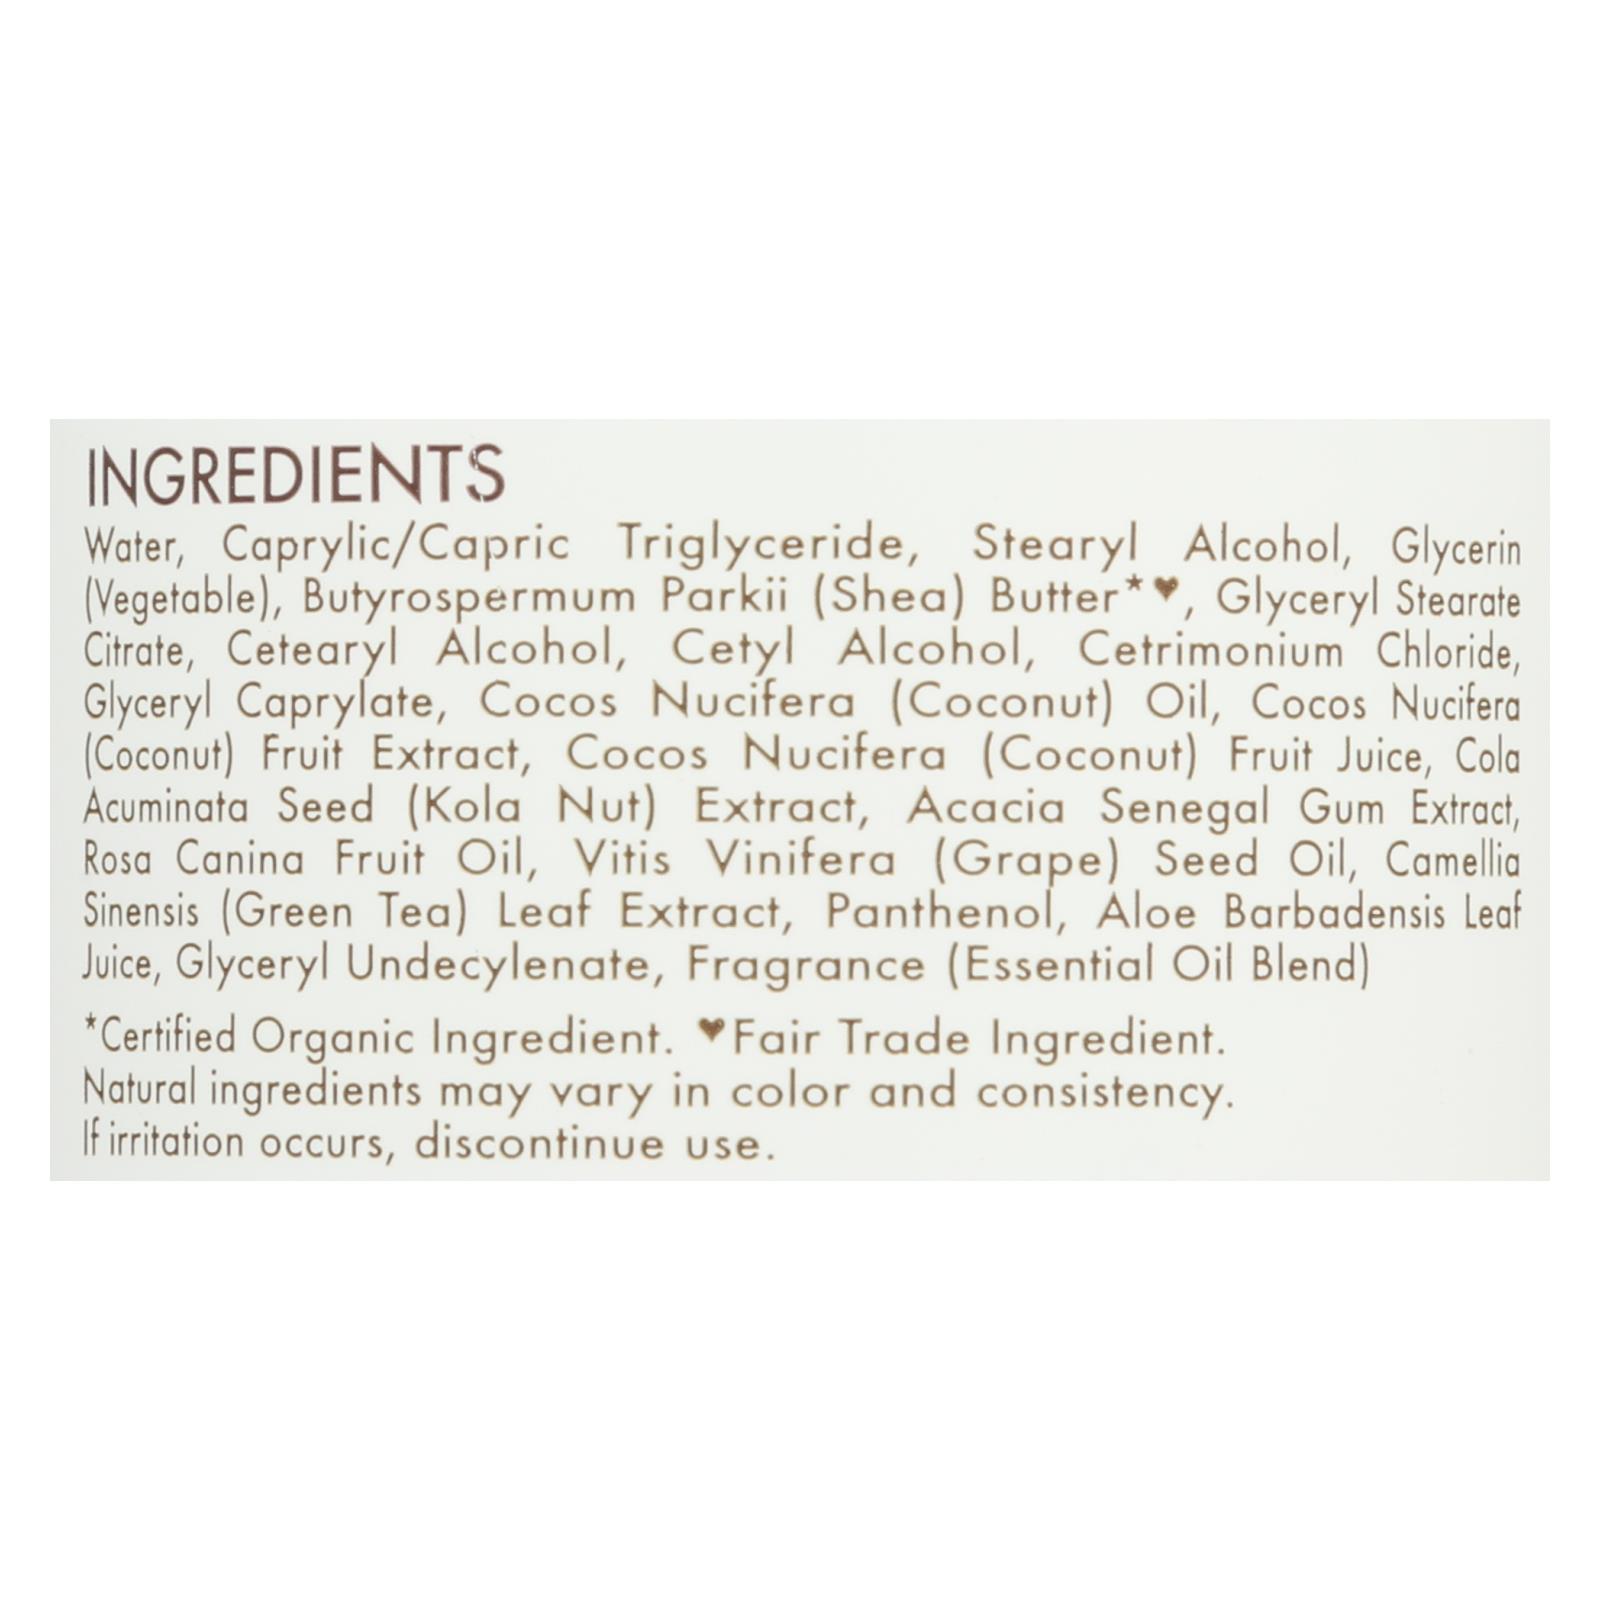 INGREDIENTS
Water, Caprylic/Capric Triglyceride, Stearyl Alcohol, Glycerin
(Vegetable), Butyrospermum Parkii (Shea) Butter*♥, Glyceryl Stearate
Citrate, Cetearyl Alcohol, Cetyl Alcohol, Cetrimonium Chloride,
Glyceryl Caprylate, Cocos Nucifera (Coconut) Oil, Cocos Nucifera
(Coconut) Fruit Extract, Cocos Nucifera (Coconut) Fruit Juice, Cola
Acuminata Seed (Kola Nut) Extract, Acacia Senegal Gum Extract,
Rosa Canina Fruit Oil, Vitis Vinifera (Grape) Seed Oil, Camellia
Sinensis (Green Tea) Leaf Extract, Panthenol, Aloe Barbadensis Leaf
Juice, Glyceryl Undecylenate, Fragrance (Essential Oil Blend)
*Certified Organic Ingredient. ♥Fair Trade Ingredient.
Natural ingredients may vary in color and consistency.
If irritation occurs, discontinue use.